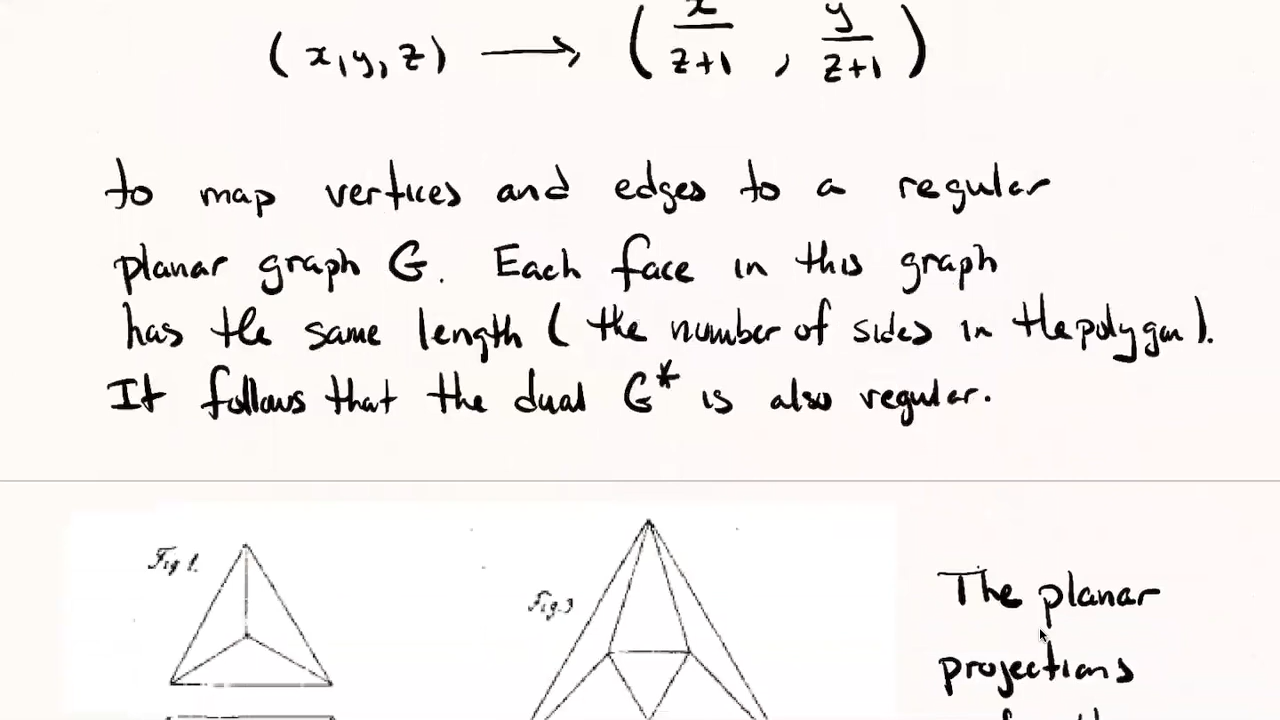 (x,y,z) ⟶ (x/z+1, y/z+1)
to map vertices and edges to a regular
planar graph G. Each face in this graph
has the same length (the number of sides in the polygon).
It follows that the dual G* is also regular.
Fig 1.
Fig. 3
The planar
projections